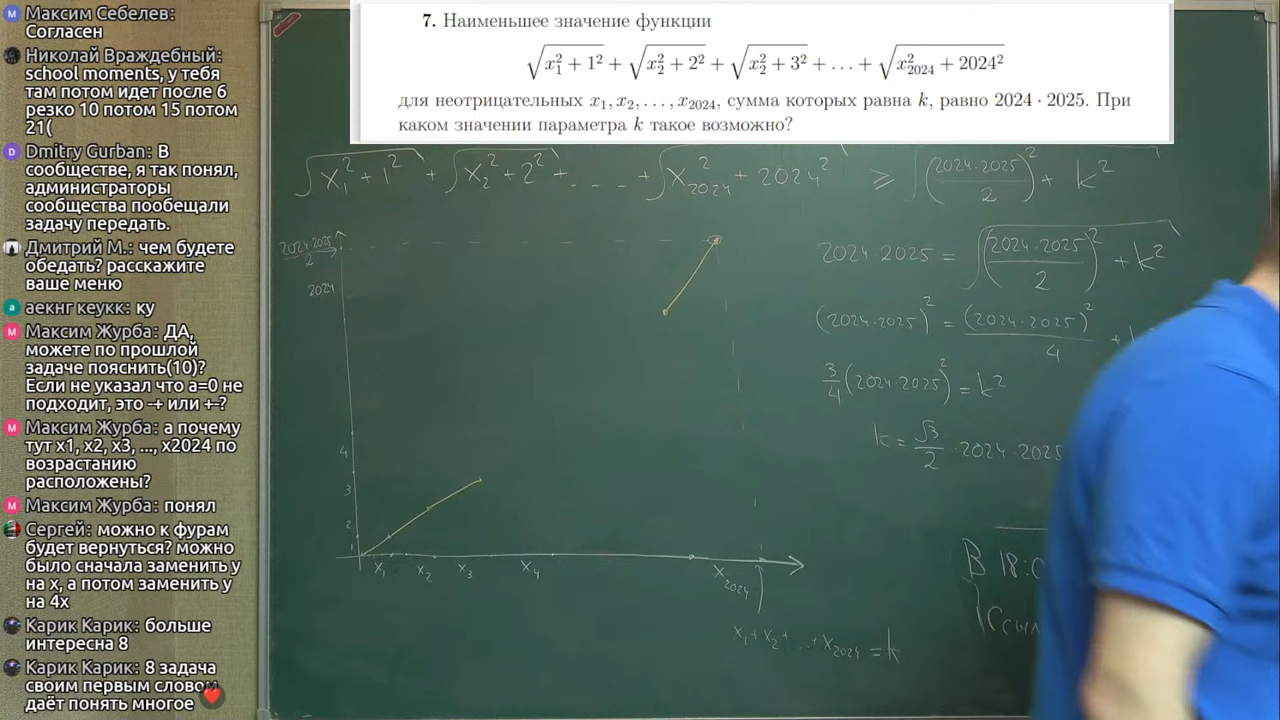 Максим Себелев:
Согласен
Николай Враждебный:
school moments, у тебя
там потом идет после 6
резко 10 потом 15 потом
21(
Dmitry Gurban: В
сообществе, я так понял,
администраторы
сообщества пообещали
задачу передать.
Дмитрий М.: чем будете
обедать? расскажите
ваше меню
аекнг кеукк: ку
Максим Журба: ДА,
можете по прошлой
задаче пояснить(10)?
Если не указал что а=0 не
подходит, это -+ или +-?
Максим Журба: а почему
тут х1, х2, х3, ..., х2024 по
возрастанию
расположены?
Максим Журба: понял
Сергей: можно к фурам
будет вернуться? можно
было сначала заменить у
на х, а потом заменить у
на 4х
Карик Карик: больше
интересна 8
Карик Карик: 8 задача
своим первым словом
даёт понять многое
7. Наименьшее значение функции
√(x₁² + 1²) + √(x₂² + 2²) + √(x₂² + 3²) + . . . + √(x₂₀₂₄² + 2024²)
для неотрицательных x₁, x₂, . . . , x₂₀₂₄, сумма которых равна k, равно 2024 · 2025. При
каком значении параметра k такое возможно?
√(x₁² + 1²) + √(x₂² + 2²) + . . . . + √(x₂₀₂₄² + 2024²) ≥ √((2024·2025/2)² + k²)
2024·2025/2
2024
4
3
2
1
x₁ x₂ x₃ x₄ x₂₀₂₄
x₁ + x₂ + . . . + x₂₀₂₄ = k
2024·2025 = √((2024·2025/2)² + k²)
(2024·2025)² = (2024·2025)²/4 +
3/4 (2024·2025)² = k²
k = √3/2 · 2024·2025
В 18:0
Ссыл